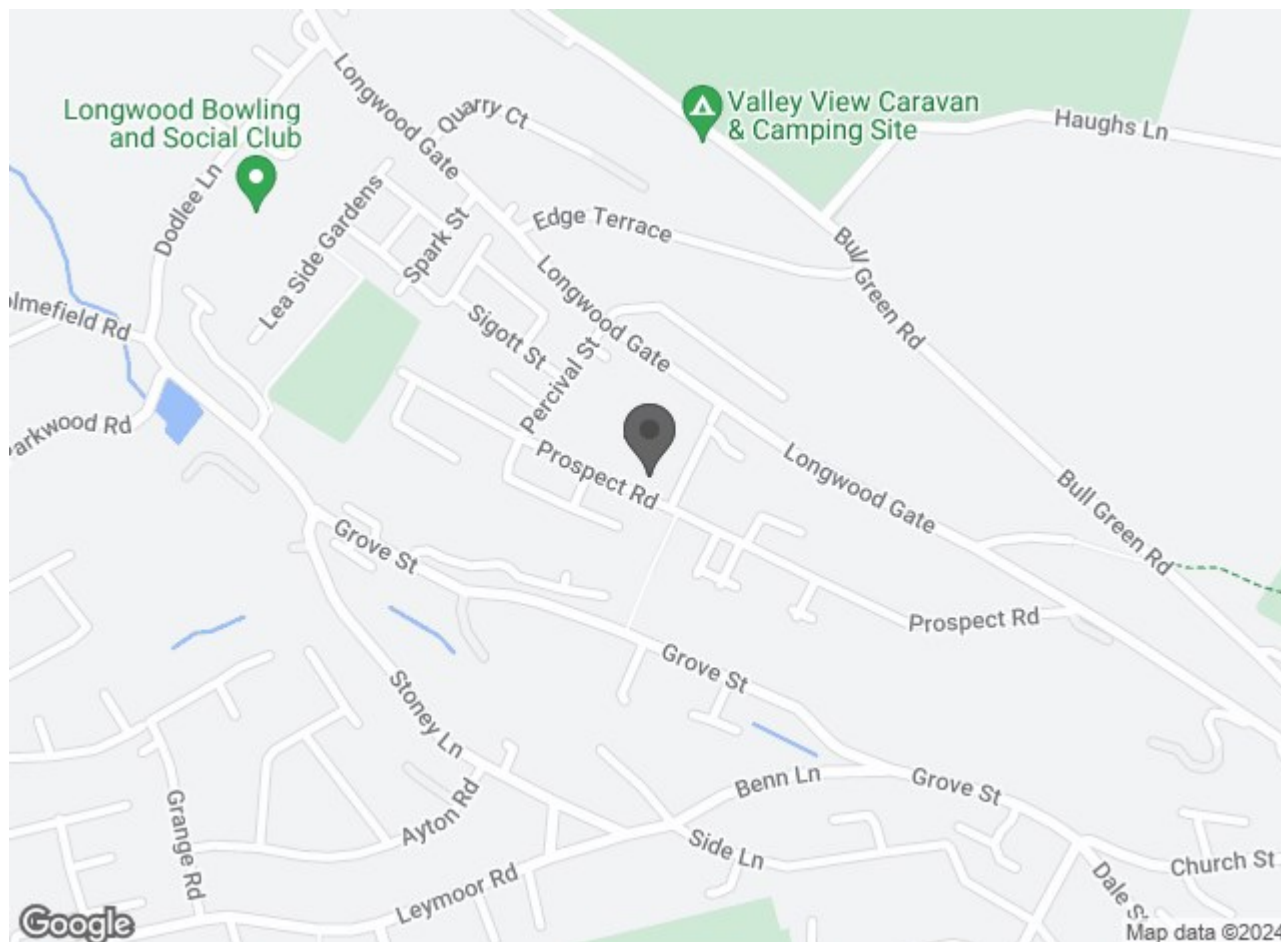 Longwood Bowling
and Social Club
Longwood Gate
Quarry Ct
Valley View Caravan
& Camping Site
Haughs Ln
Dodlee Ln
Lea Side Gardens
Spark St
Edge Terrace
Bull Green Rd
Longwood Gate
olmefield Rd
Sigott St
Percival St
arkwood Rd
Prospect Rd
Longwood Gate
Bull Green Rd
Grove St
Prospect Rd
Grove St
Stoney Ln
Benn Ln
Grove St
Grange Rd
Ayton Rd
Side Ln
Church St
Leymoor Rd
Dale St
Google
Map data ©2024